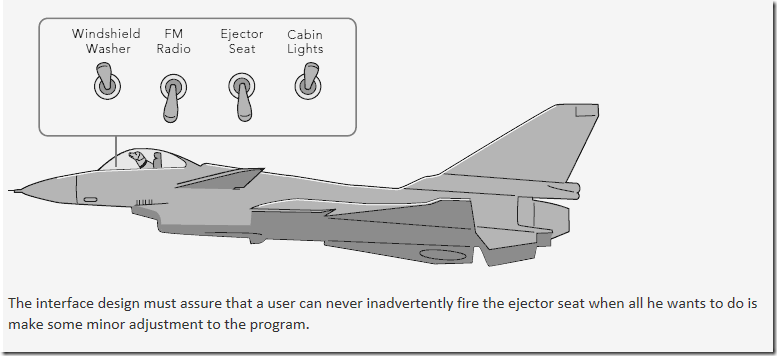 Windshield Washer
FM Radio
Ejector Seat
Cabin Lights
The interface design must assure that a user can never inadvertently fire the ejector seat when all he wants to do is
make some minor adjustment to the program.